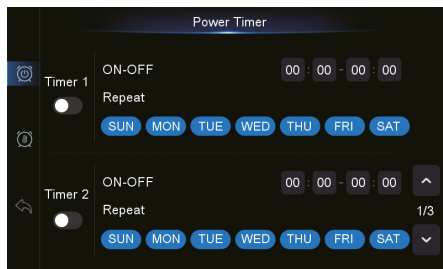 Power Timer
Timer 1
ON-OFF 00 : 00 - 00 : 00
Repeat
SUN MON TUE WED THU FRI SAT
Timer 2
ON-OFF 00 : 00 - 00 : 00
Repeat
SUN MON TUE WED THU FRI SAT
1/3